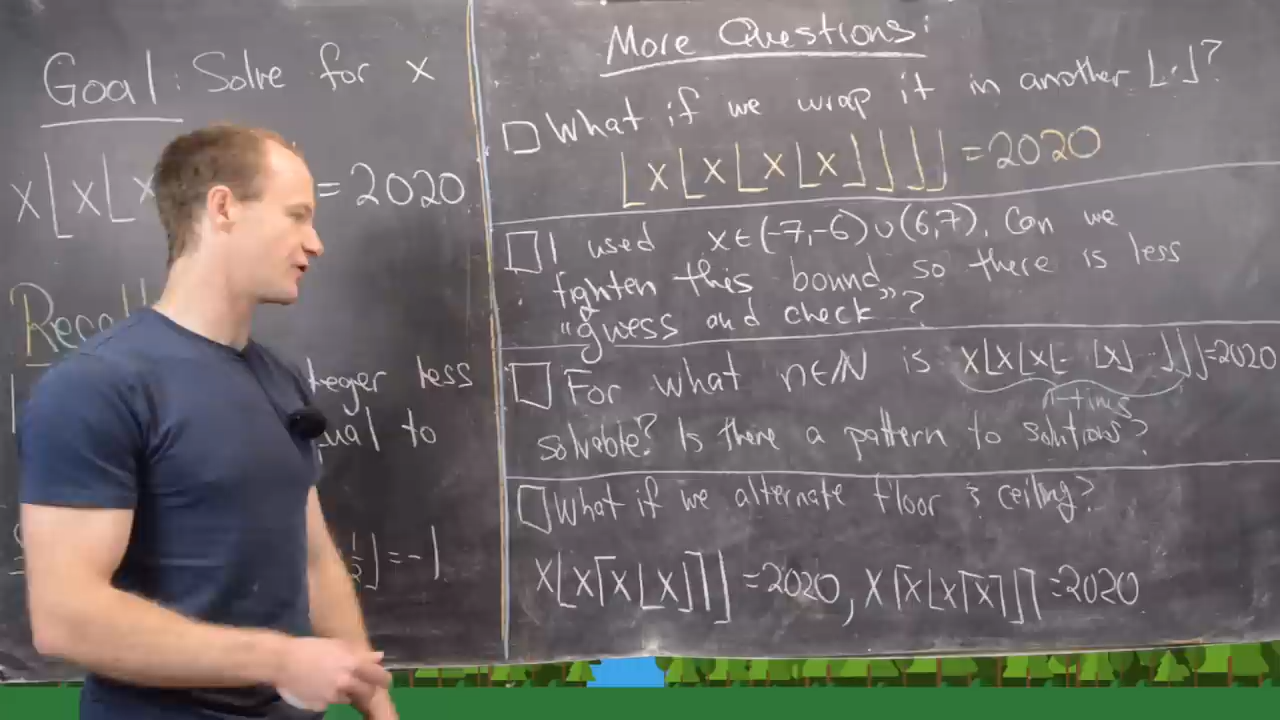 Goal: Solve for x
x⌊x⌊x = 2020
Recall
teger less
ual to
½⌋=-1
More Questions:
□ What if we wrap it in another ⌊·⌋?
⌊x⌊x⌊x⌊x⌋⌋⌋⌋ = 2020
□ I used x∈(-7,-6)∪(6,7). Can we
tighten this bound so there is less
"guess and check"?
□ For what n∈ℕ is x⌊x⌊x⌊- ⌊x⌋ -⌋⌋⌋=2020
n-times
solvable? Is there a pattern to solutions?
□ What if we alternate floor & ceiling?
x⌊x⌈x⌊x⌋⌉⌋ = 2020, x⌈x⌊x⌈x⌉⌋⌉ = 2020